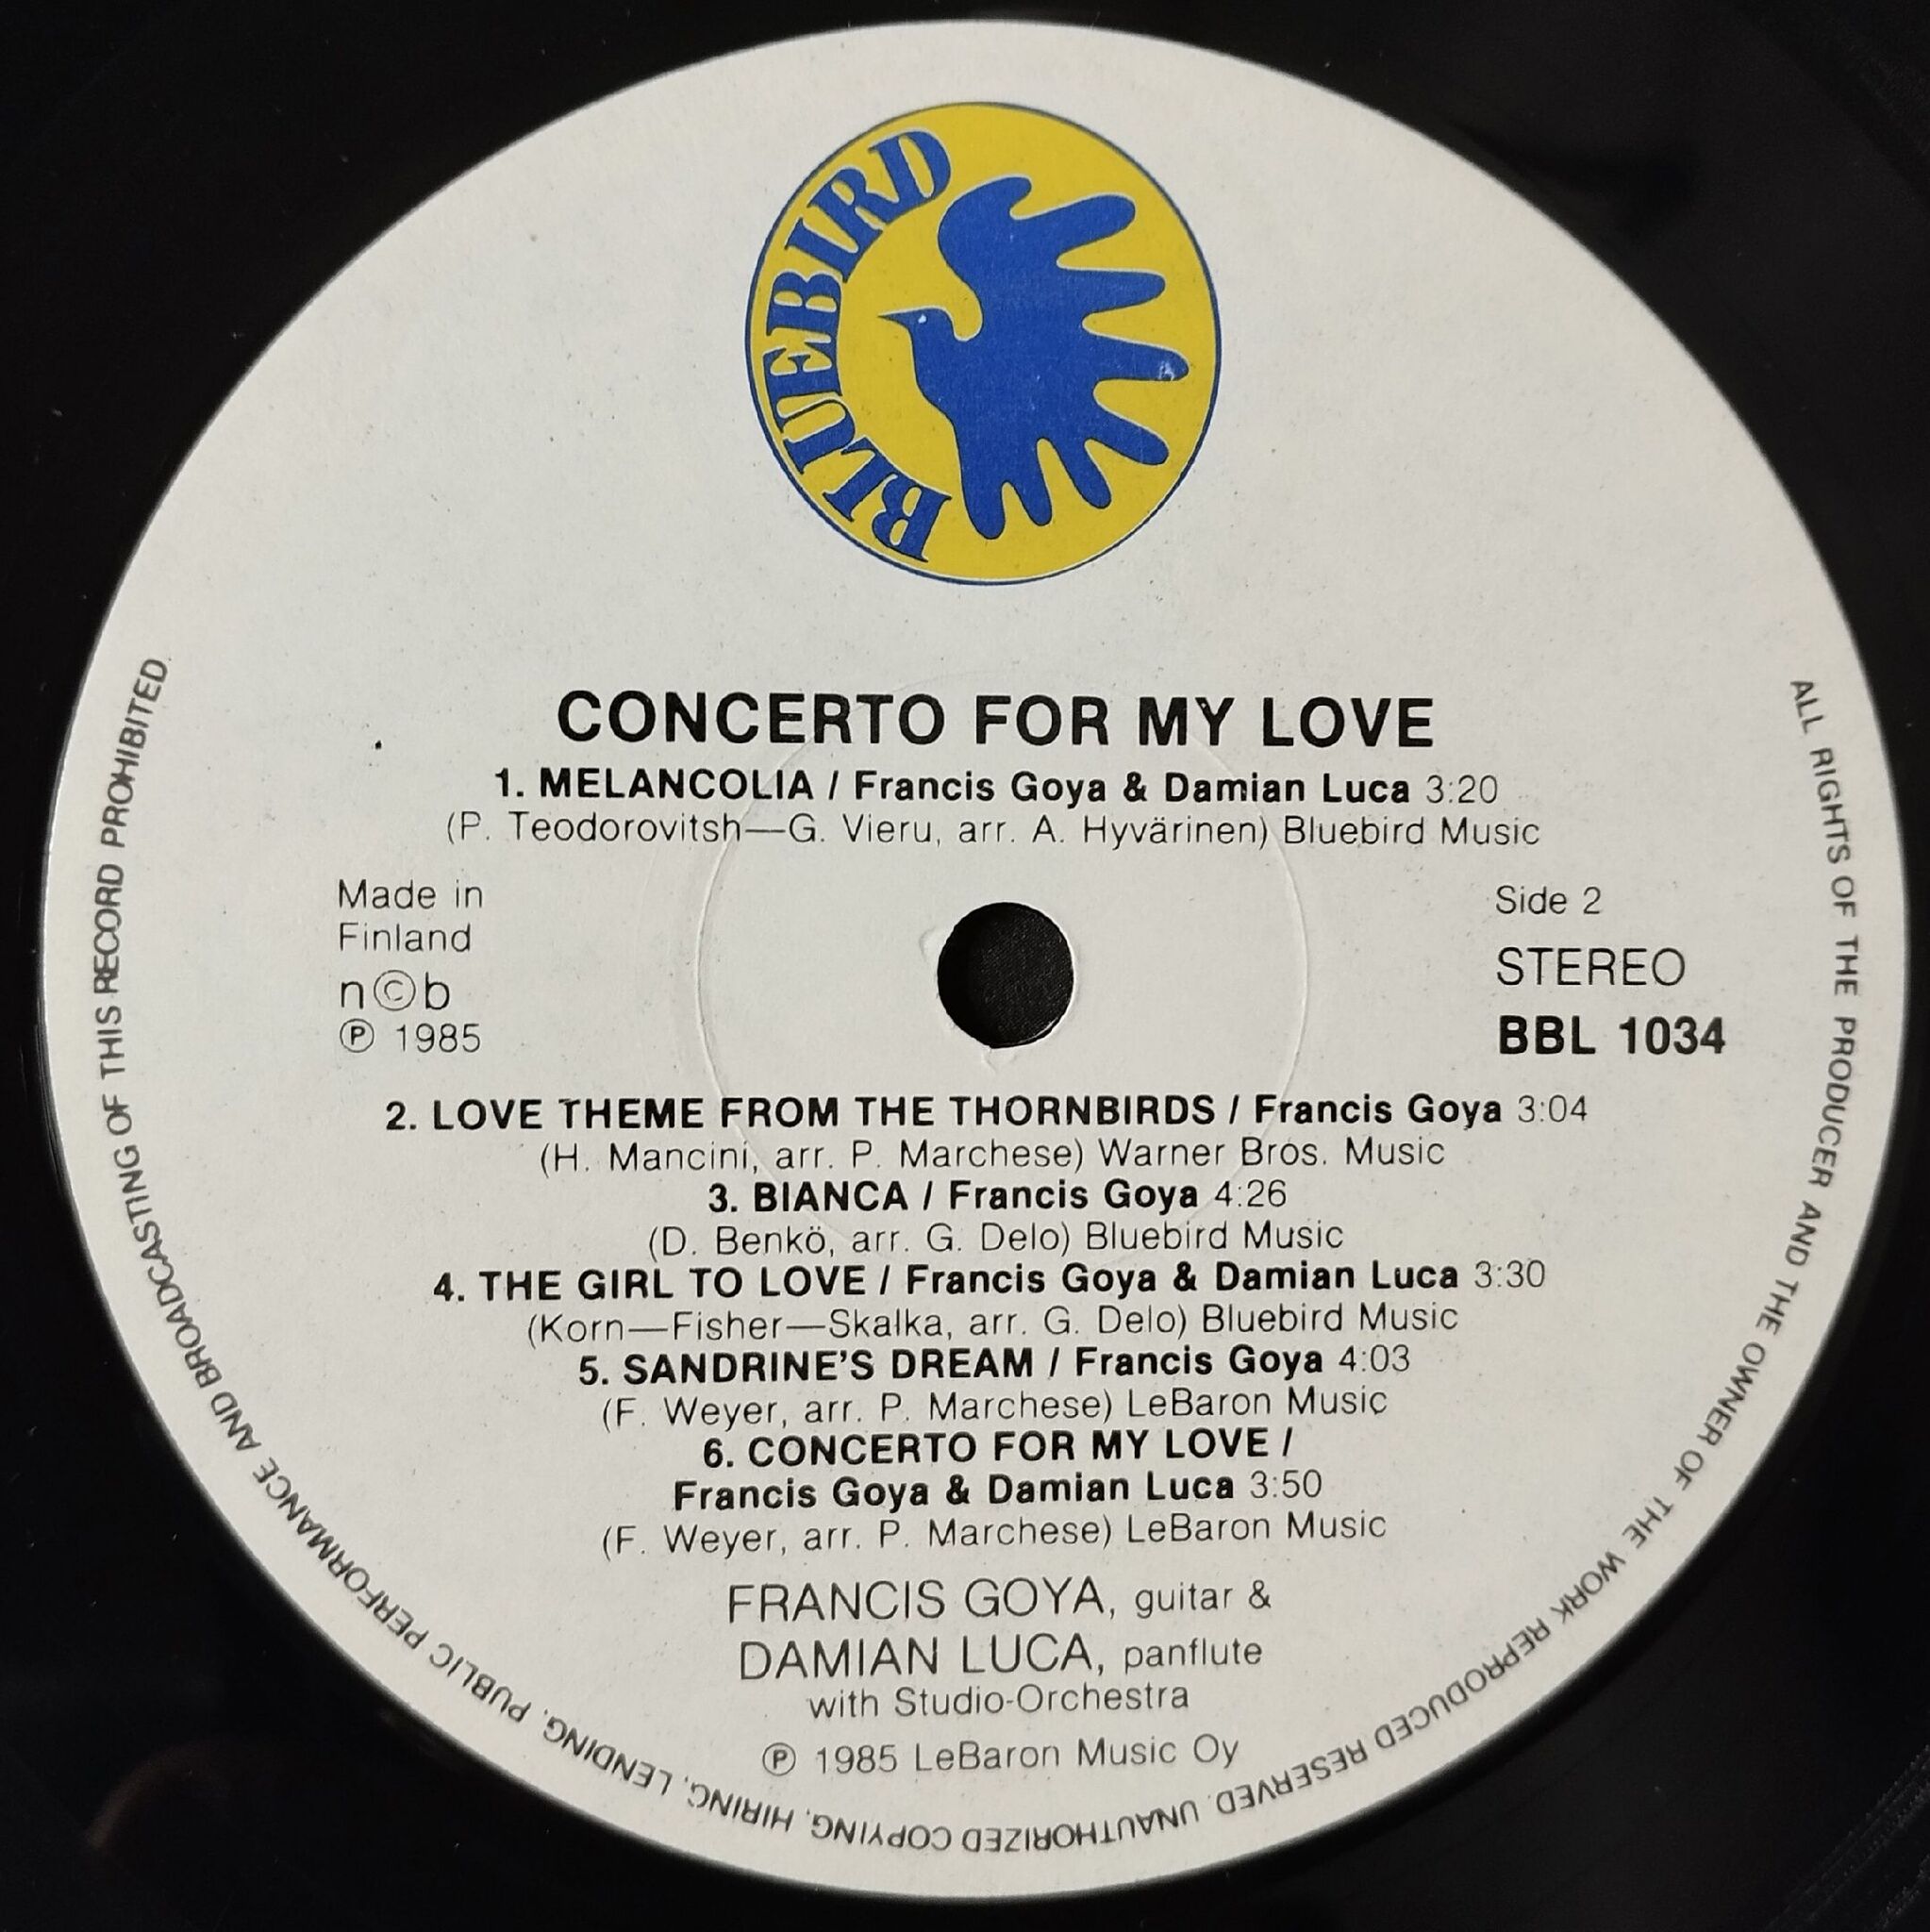 BLUEBIRD
CONCERTO FOR MY LOVE
1. MELANCOLIA / Francis Goya & Damian Luca 3:20
(P. Teodorovitsh—G. Vieru, arr. A. Hyvärinen) Bluebird Music
Made in
Finland
n©b
℗ 1985
Side 2
STEREO
BBL 1034
2. LOVE THEME FROM THE THORNBIRDS / Francis Goya 3:04
(H. Mancini, arr. P. Marchese) Warner Bros. Music
3. BIANCA / Francis Goya 4:26
(D. Benkö, arr. G. Delo) Bluebird Music
4. THE GIRL TO LOVE / Francis Goya & Damian Luca 3:30
(Korn—Fisher—Skalka, arr. G. Delo) Bluebird Music
5. SANDRINE'S DREAM / Francis Goya 4:03
(F. Weyer, arr. P. Marchese) LeBaron Music
6. CONCERTO FOR MY LOVE /
Francis Goya & Damian Luca 3:50
(F. Weyer, arr. P. Marchese) LeBaron Music
FRANCIS GOYA, guitar &
DAMIAN LUCA, panflute
with Studio-Orchestra
℗ 1985 LeBaron Music Oy
ALL RIGHTS OF THE PRODUCER AND THE OWNER OF THE WORK REPRODUCED RESERVED. UNAUTHORIZED COPYING, HIRING, LENDING, PUBLIC PERFORMANCE AND BROADCASTING OF THIS RECORD PROHIBITED